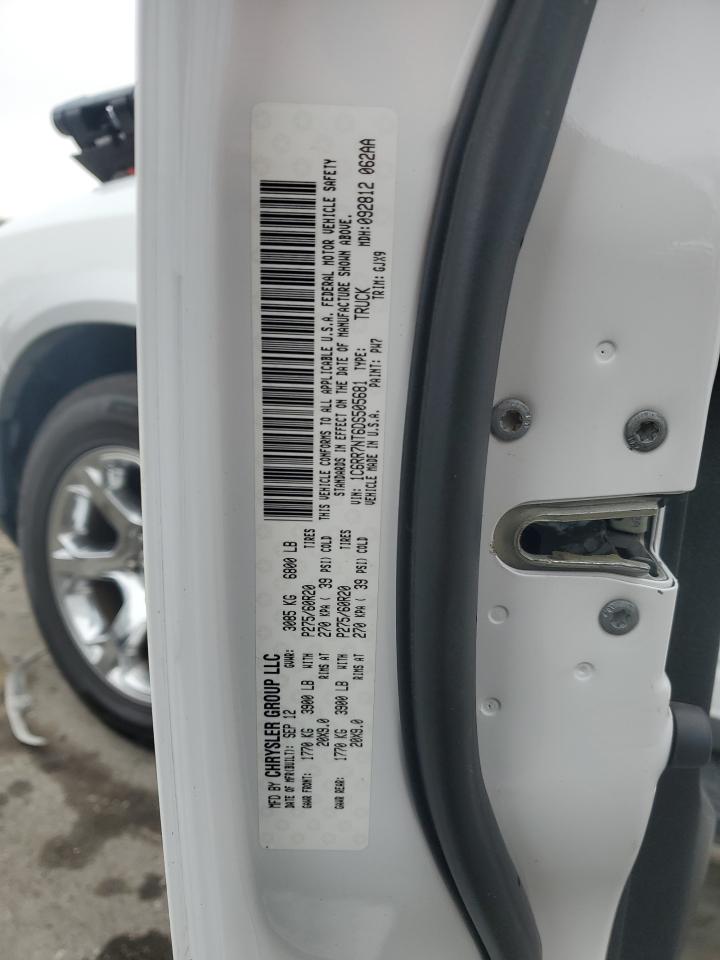 MFD BY CHRYSLER GROUP LLC
DATE OF MFR(BUILT): SEP 12 GVWR: 3085 KG 6800 LB
GAWR FRONT: 1770 KG 3900 LB WITH P275/60R20 TIRES
20X9.0 RIMS AT 270 KPA ( 39 PSI) COLD
GAWR REAR: 1770 KG 3900 LB WITH P275/60R20 TIRES
20X9.0 RIMS AT 270 KPA ( 39 PSI) COLD
THIS VEHICLE CONFORMS TO ALL APPLICABLE U.S.A. FEDERAL MOTOR VEHICLE SAFETY
STANDARDS IN EFFECT ON THE DATE OF MANUFACTURE SHOWN ABOVE.
VIN: 1C6RR7NT6DS505681 TYPE: TRUCK MDH:092812 062AA
VEHICLE MADE IN U.S.A. PAINT: PW7 TRIM: GJX9